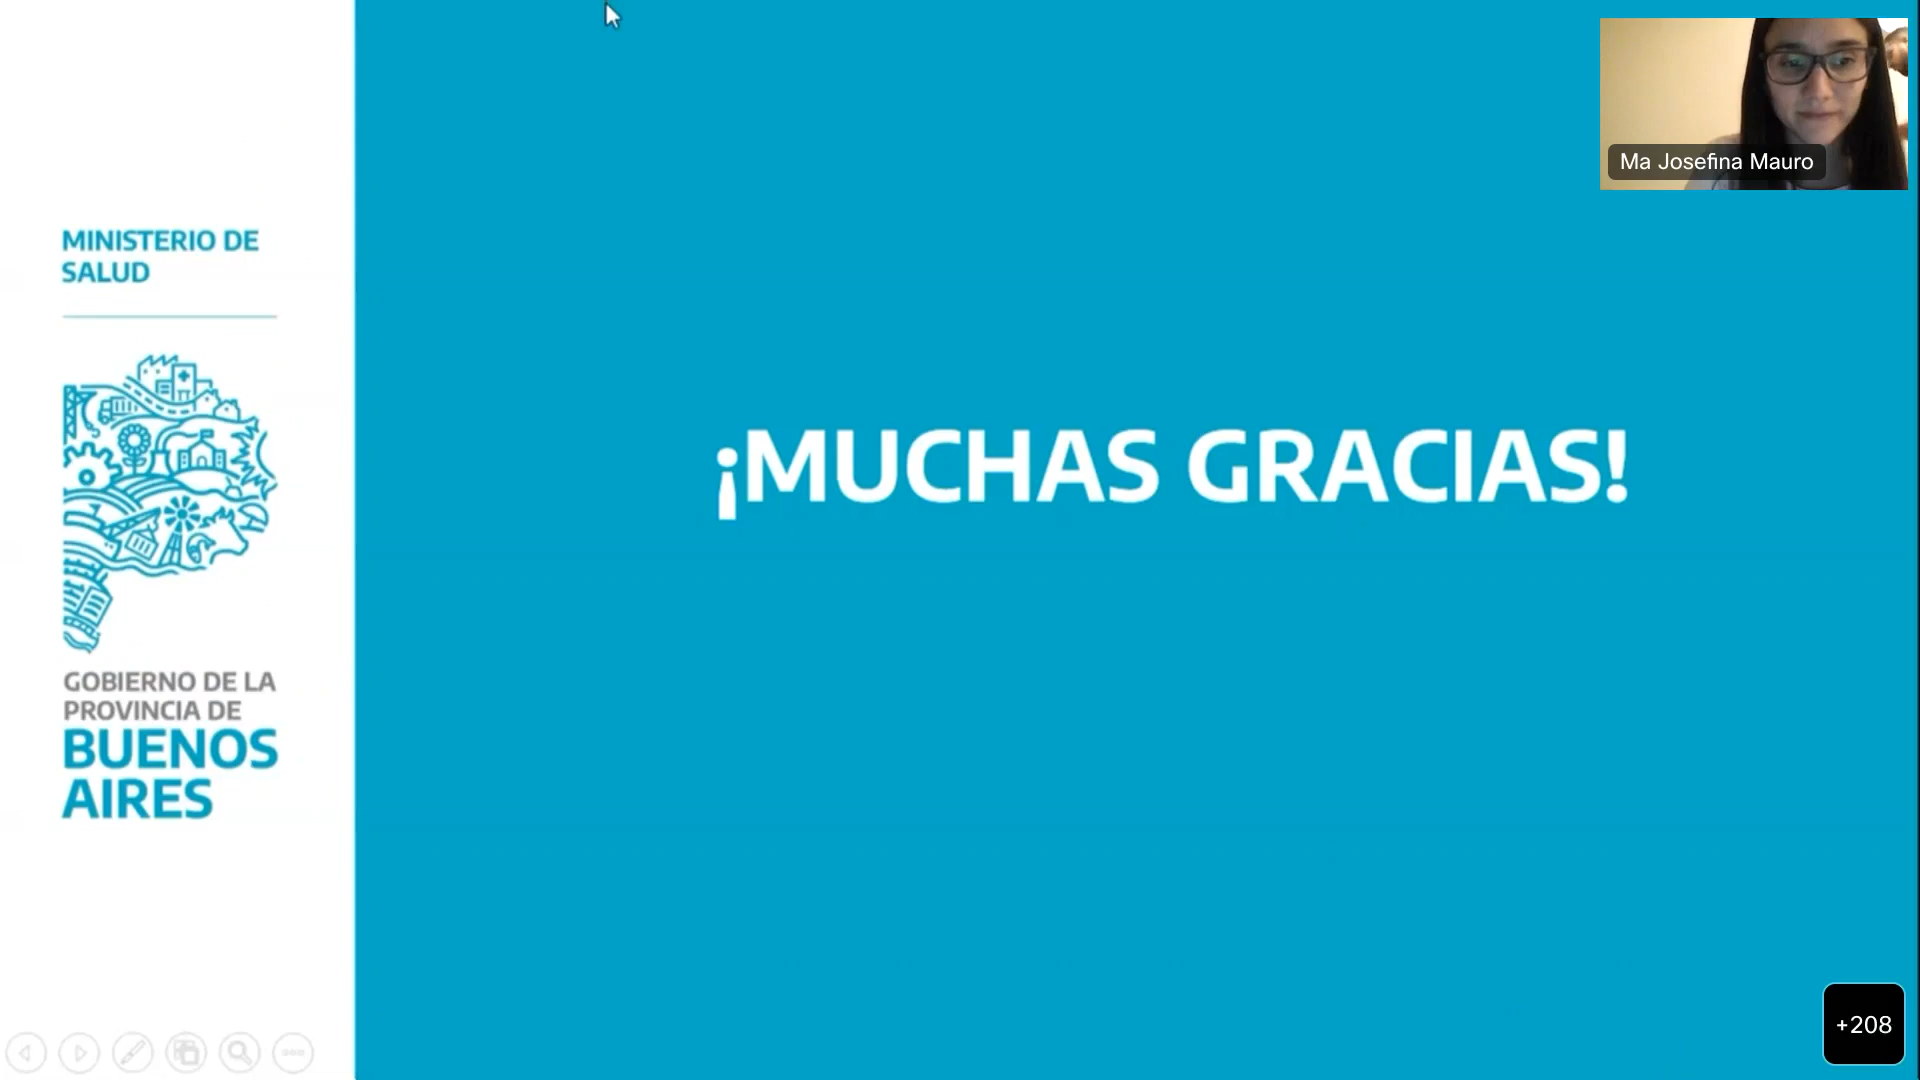 MINISTERIO DE
SALUD
GOBIERNO DE LA
PROVINCIA DE
BUENOS
AIRES
¡MUCHAS GRACIAS!
Ma Josefina Mauro
+208